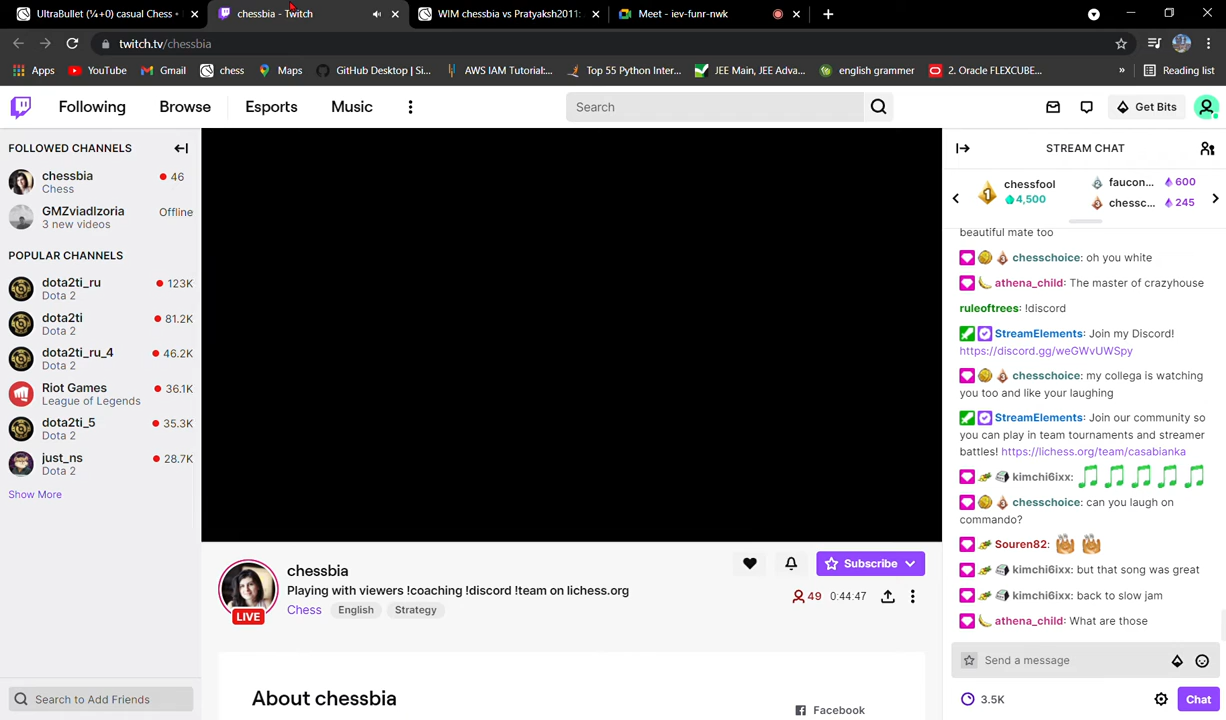 UltraBullet (¼+0) casual Chess •
chessbia - Twitch
WIM chessbia vs Pratyaksh2011:
Meet - iev-funr-nwk
twitch.tv/chessbia
Apps
YouTube
Gmail
chess
Maps
GitHub Desktop | Si...
AWS IAM Tutorial:...
Top 55 Python Inter...
JEE Main, JEE Adva...
english grammer
2. Oracle FLEXCUBE...
»
Reading list
Following
Browse
Esports
Music
Search
Get Bits
FOLLOWED CHANNELS
chessbia
46
Chess
GMZviadIzoria
Offline
3 new videos
POPULAR CHANNELS
dota2ti_ru
123K
Dota 2
dota2ti
81.2K
Dota 2
dota2ti_ru_4
46.2K
Dota 2
Riot Games
36.1K
League of Legends
dota2ti_5
35.3K
Dota 2
just_ns
28.7K
Dota 2
Show More
Search to Add Friends
LIVE
chessbia
Playing with viewers !coaching !discord !team on lichess.org
Chess
English
Strategy
Subscribe
49
0:44:47
About chessbia
Facebook
STREAM CHAT
1
chessfool
4,500
2
faucon...
600
3
chessc...
245
beautiful mate too
chesschoice: oh you white
athena_child: The master of crazyhouse
ruleoftrees: !discord
StreamElements: Join my Discord!
https://discord.gg/weGWvUWSpy
chesschoice: my collega is watching
you too and like your laughing
StreamElements: Join our community so
you can play in team tournaments and streamer
battles! https://lichess.org/team/casabianka
kimchi6ixx:
chesschoice: can you laugh on
commando?
Souren82:
kimchi6ixx: but that song was great
kimchi6ixx: back to slow jam
athena_child: What are those
Send a message
3.5K
Chat